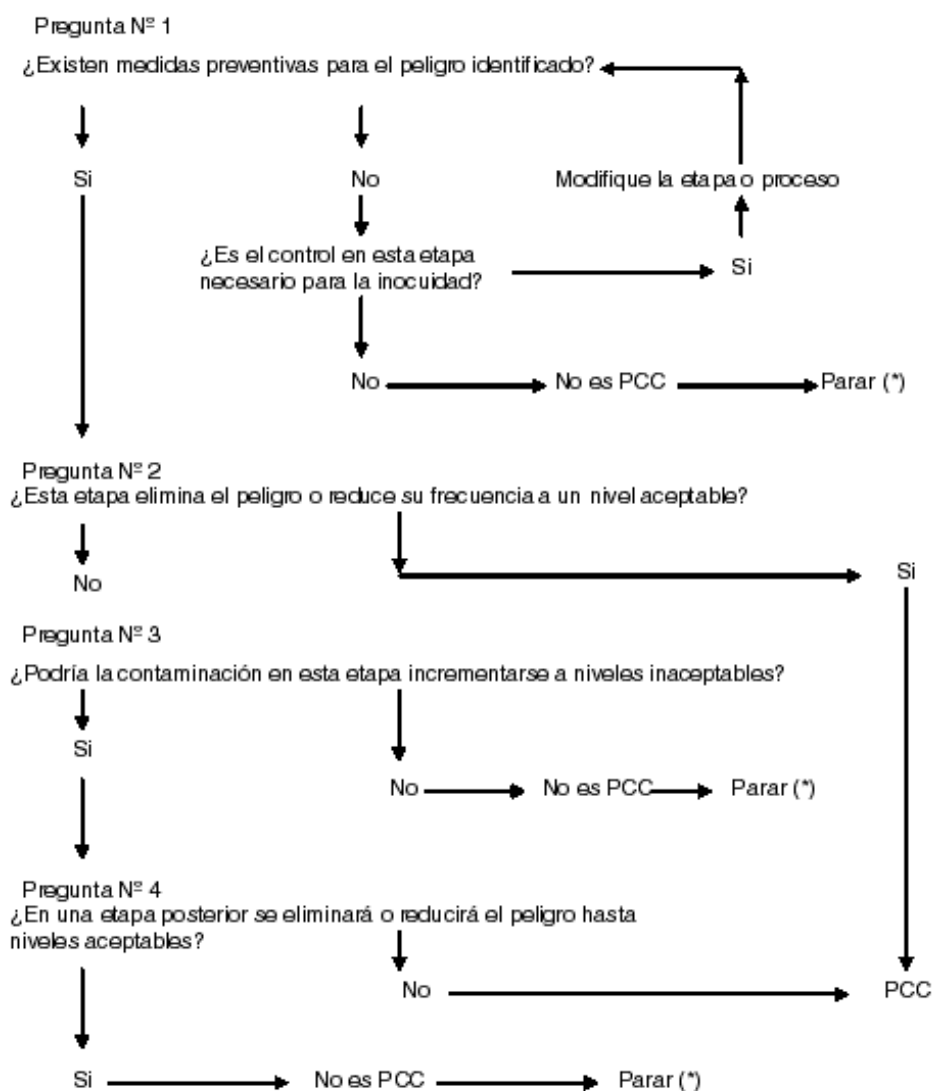 Pregunta Nº 1
¿Existen medidas preventivas para el peligro identificado?
Si
No
Modifique la etapa o proceso
¿Es el control en esta etapa
necesario para la inocuidad?
Si
No
No es PCC
Parar (*)
Pregunta Nº 2
¿Esta etapa elimina el peligro o reduce su frecuencia a un nivel aceptable?
No
Si
Pregunta Nº 3
¿Podría la contaminación en esta etapa incrementarse a niveles inaceptables?
Si
No
No es PCC
Parar (*)
Pregunta Nº 4
¿En una etapa posterior se eliminará o reducirá el peligro hasta
niveles aceptables?
No
PCC
Si
No es PCC
Parar (*)